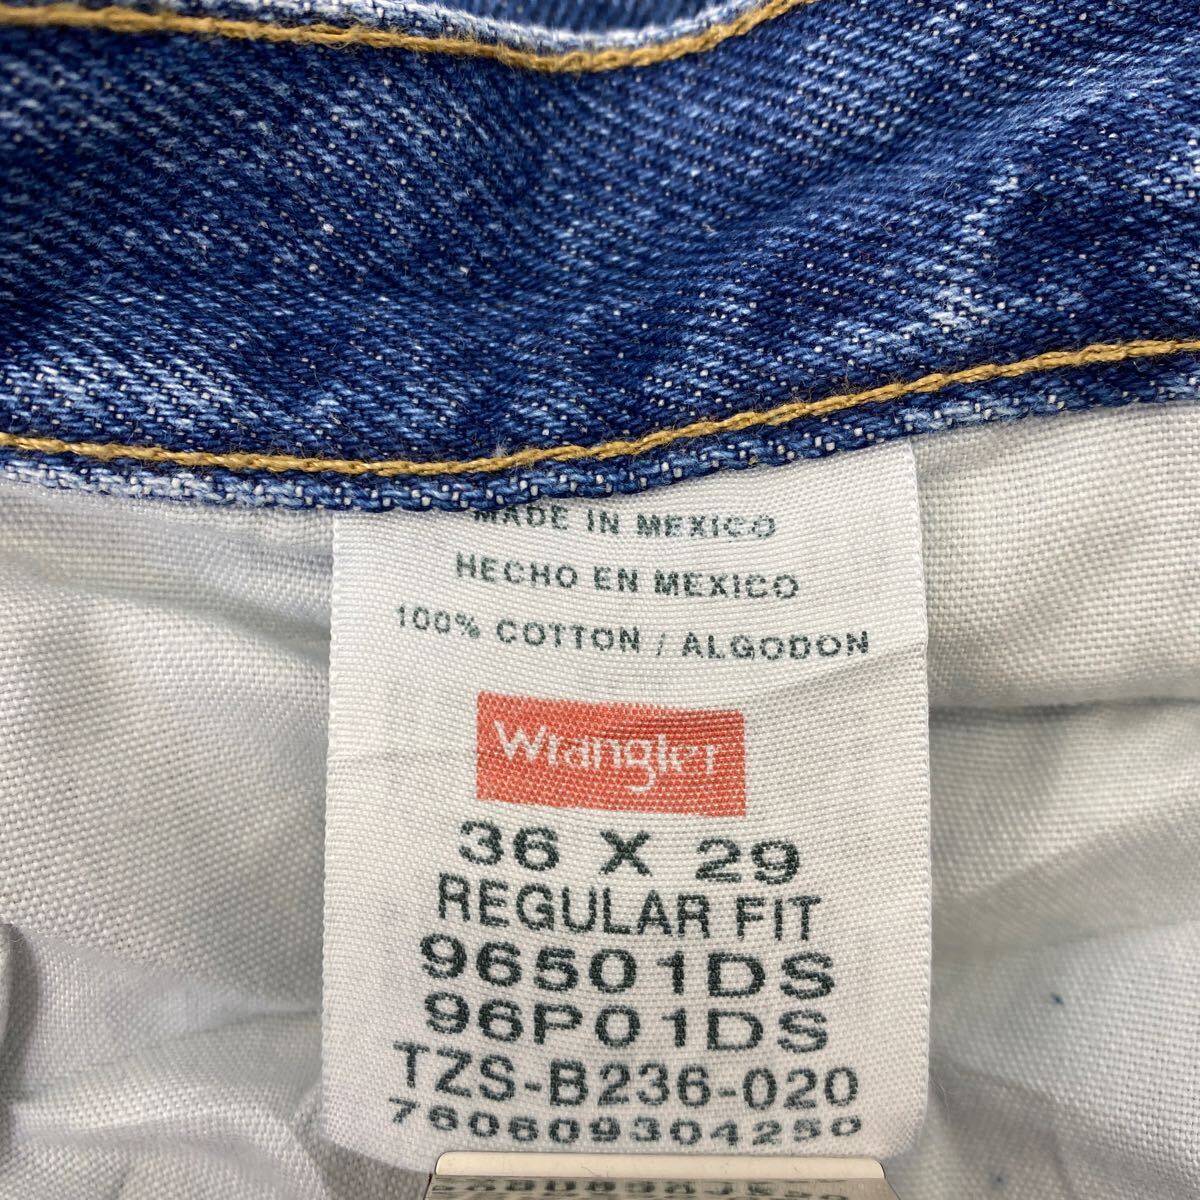 MADE IN MEXICO
HECHO EN MEXICO
100% COTTON / ALGODON
Wrangler
36 X 29
REGULAR FIT
96501DS
96P01DS
TZS-B236-020
760609304250